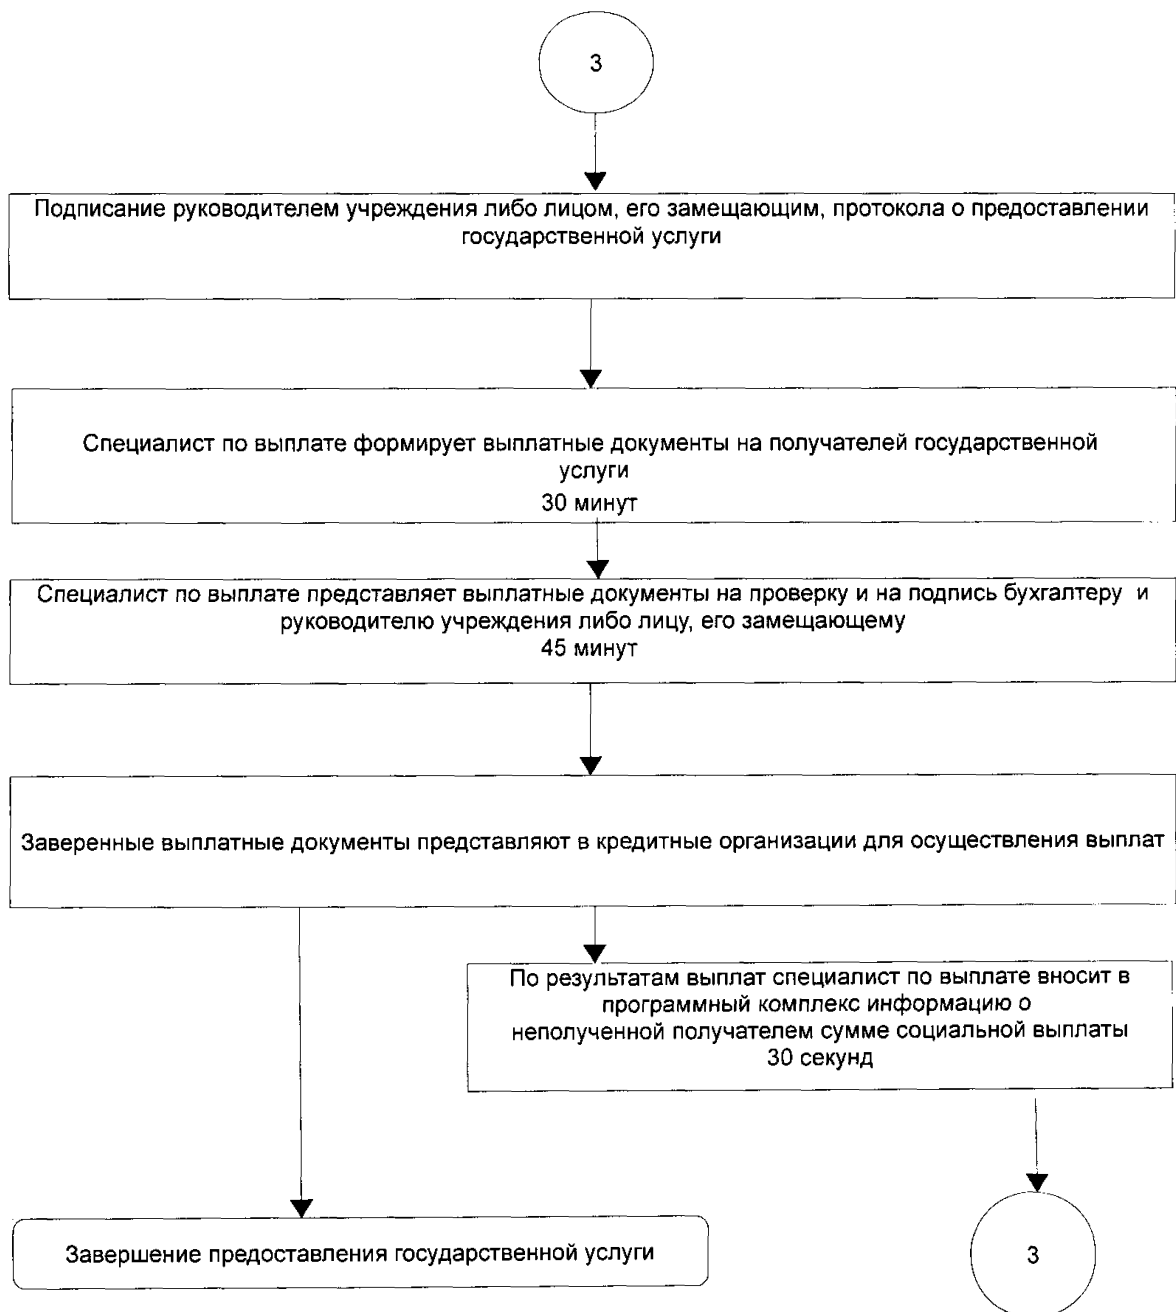 3
Подписание руководителем учреждения либо лицом, его замещающим, протокола о предоставлении
государственной услуги
Специалист по выплате формирует выплатные документы на получателей государственной
услуги
30 минут
Специалист по выплате представляет выплатные документы на проверку и на подпись бухгалтеру и
руководителю учреждения либо лицу, его замещающему
45 минут
Заверенные выплатные документы представляют в кредитные организации для осуществления выплат
По результатам выплат специалист по выплате вносит в
программный комплекс информацию о
неполученной получателем сумме социальной выплаты
30 секунд
Завершение предоставления государственной услуги
3